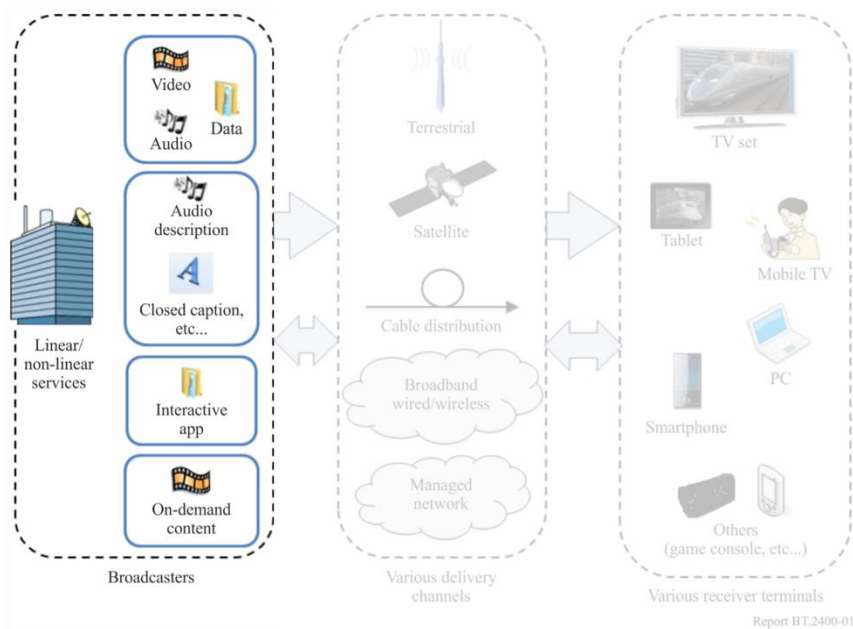 Video
Data
Audio
Audio
description
Closed caption,
etc...
Linear/
non-linear
services
Interactive
app
On-demand
content
Broadcasters
Terrestrial
Satellite
Cable distribution
Broadband
wired/wireless
Managed
network
Various delivery
channels
TV set
Tablet
Mobile TV
PC
Smartphone
Others
(game console, etc...)
Various receiver terminals
Report BT.2400-01